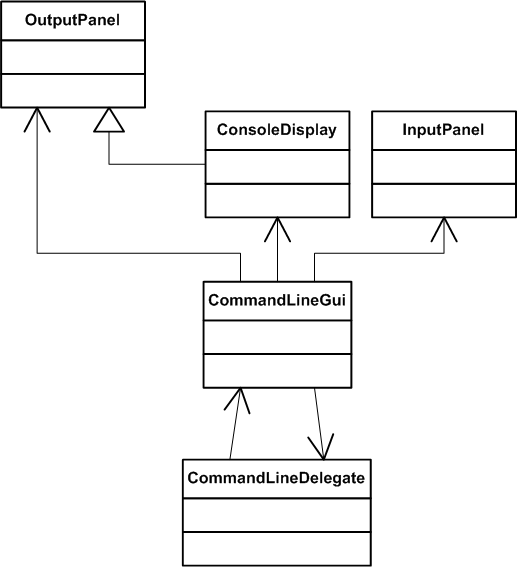 OutputPanel
ConsoleDisplay
InputPanel
CommandLineGui
CommandLineDelegate